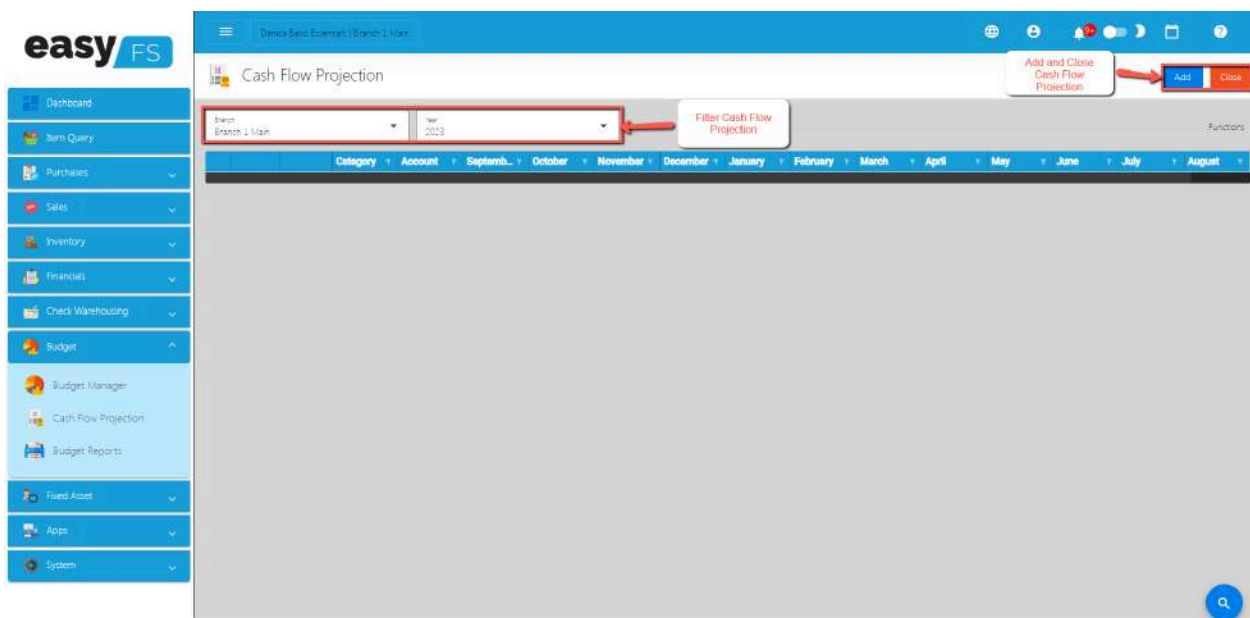 easy FS
Danica Basic Essentials | Branch 1 Main
9+
Cash Flow Projection
Add and Close
Cash Flow
Projection
Add
Close
Branch
Branch 1 Main
Year
2023
Filter Cash Flow
Projection
Functions
Category
Account
Septemb...
October
November
December
January
February
March
April
May
June
July
August
Dashboard
Item Query
Purchases
Sales
Inventory
Financials
Check Warehousing
Budget
Budget Manager
Cash Flow Projection
Budget Reports
Fixed Asset
Apps
System